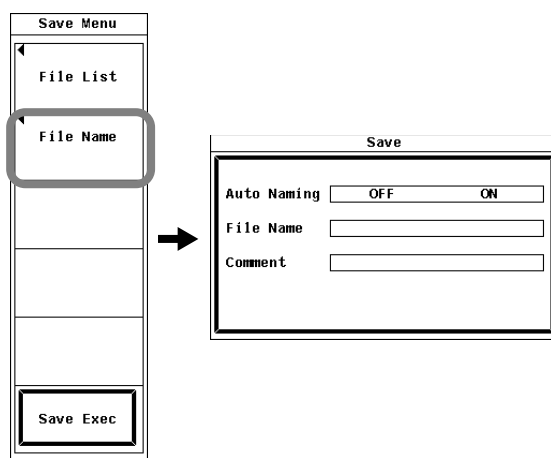 Save Menu
File List
File Name
Save Exec
Save
Auto Naming OFF ON
File Name
Comment